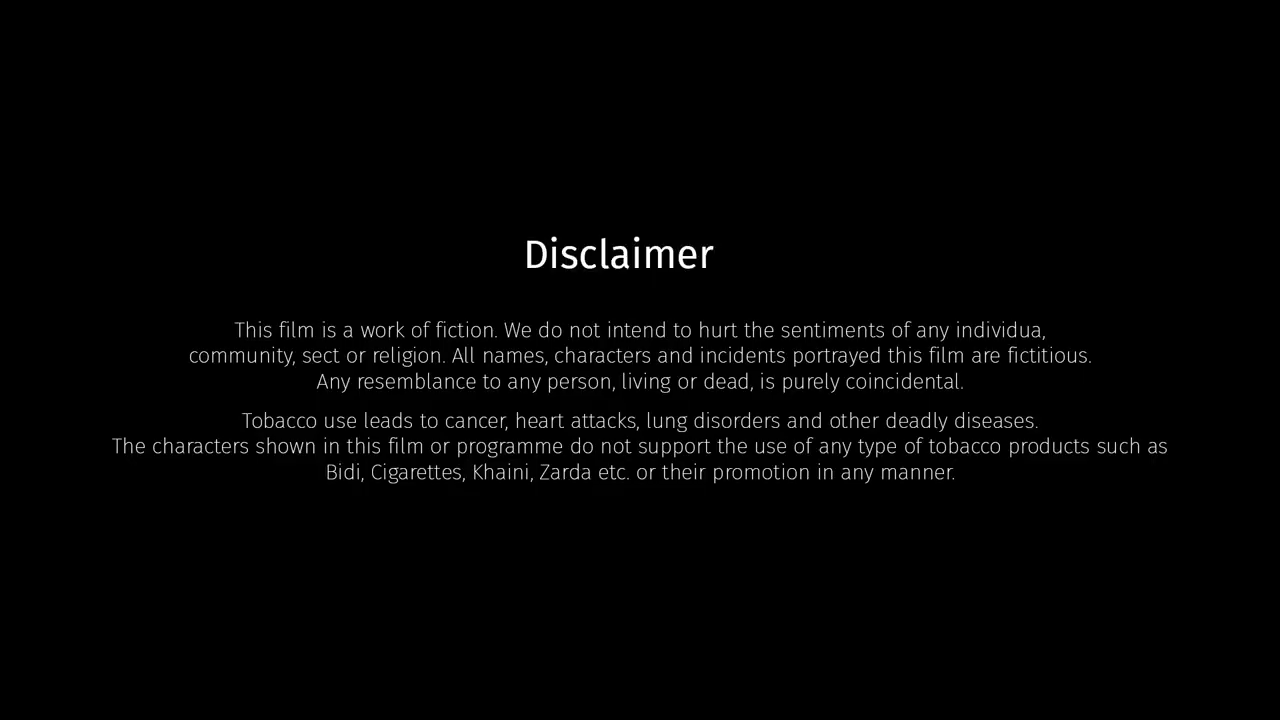 Disclaimer
This film is a work of fiction. We do not intend to hurt the sentiments of any individua,
community, sect or religion. All names, characters and incidents portrayed this film are fictitious.
Any resemblance to any person, living or dead, is purely coincidental.
Tobacco use leads to cancer, heart attacks, lung disorders and other deadly diseases.
The characters shown in this film or programme do not support the use of any type of tobacco products such as
Bidi, Cigarettes, Khaini, Zarda etc. or their promotion in any manner.